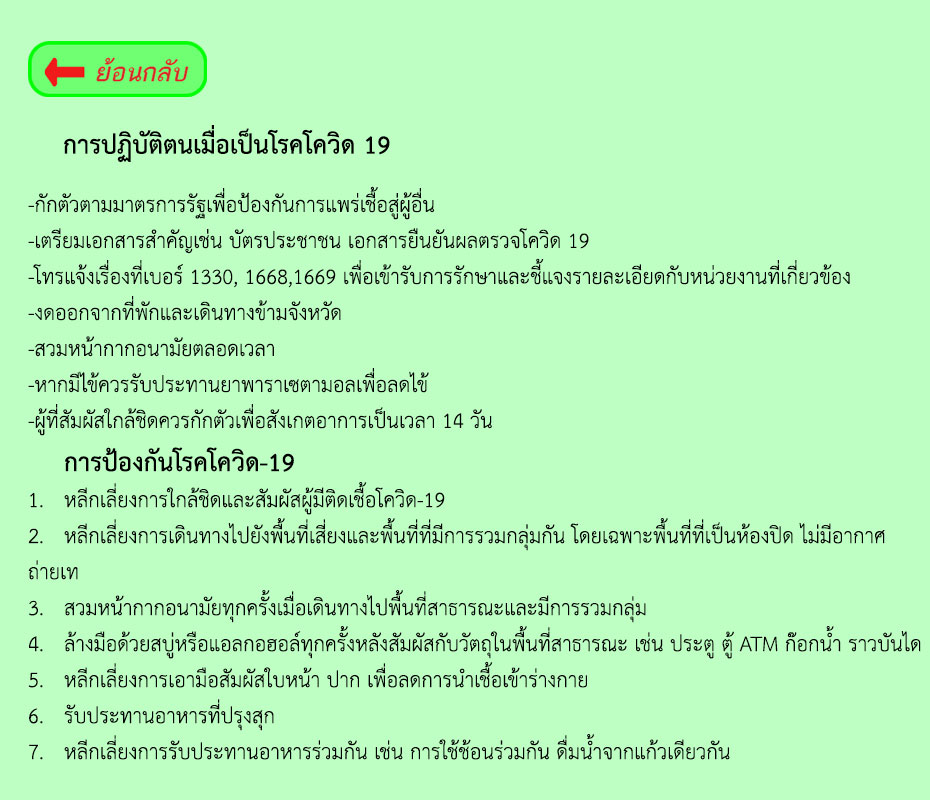 ย้อนกลับ
การปฏิบัติตนเมื่อเป็นโรคโควิด 19
-กักตัวตามมาตรการรัฐเพื่อป้องกันการแพร่เชื้อสู่ผู้อื่น
-เตรียมเอกสารสำคัญเช่น บัตรประชาชน เอกสารยืนยันผลตรวจโควิด 19
-โทรแจ้งเรื่องที่เบอร์ 1330, 1668,1669 เพื่อเข้ารับการรักษาและชี้แจงรายละเอียดกับหน่วยงานที่เกี่ยวข้อง
-งดออกจากที่พักและเดินทางข้ามจังหวัด
-สวมหน้ากากอนามัยตลอดเวลา
-หากมีไข้ควรรับประทานยาพาราเซตามอลเพื่อลดไข้
-ผู้ที่สัมผัสใกล้ชิดควรกักตัวเพื่อสังเกตอาการเป็นเวลา 14 วัน
การป้องกันโรคโควิด-19
1. หลีกเลี่ยงการใกล้ชิดและสัมผัสผู้มีติดเชื้อโควิด-19
2. หลีกเลี่ยงการเดินทางไปยังพื้นที่เสี่ยงและพื้นที่ที่มีการรวมกลุ่มกัน โดยเฉพาะพื้นที่ที่เป็นห้องปิด ไม่มีอากาศ
ถ่ายเท
3. สวมหน้ากากอนามัยทุกครั้งเมื่อเดินทางไปพื้นที่สาธารณะและมีการรวมกลุ่ม
4. ล้างมือด้วยสบู่หรือแอลกอฮอล์ทุกครั้งหลังสัมผัสกับวัตถุในพื้นที่สาธารณะ เช่น ประตู ตู้ ATM ก๊อกน้ำ ราวบันได
5. หลีกเลี่ยงการเอามือสัมผัสใบหน้า ปาก เพื่อลดการนำเชื้อเข้าร่างกาย
6. รับประทานอาหารที่ปรุงสุก
7. หลีกเลี่ยงการรับประทานอาหารร่วมกัน เช่น การใช้ช้อนร่วมกัน ดื่มน้ำจากแก้วเดียวกัน